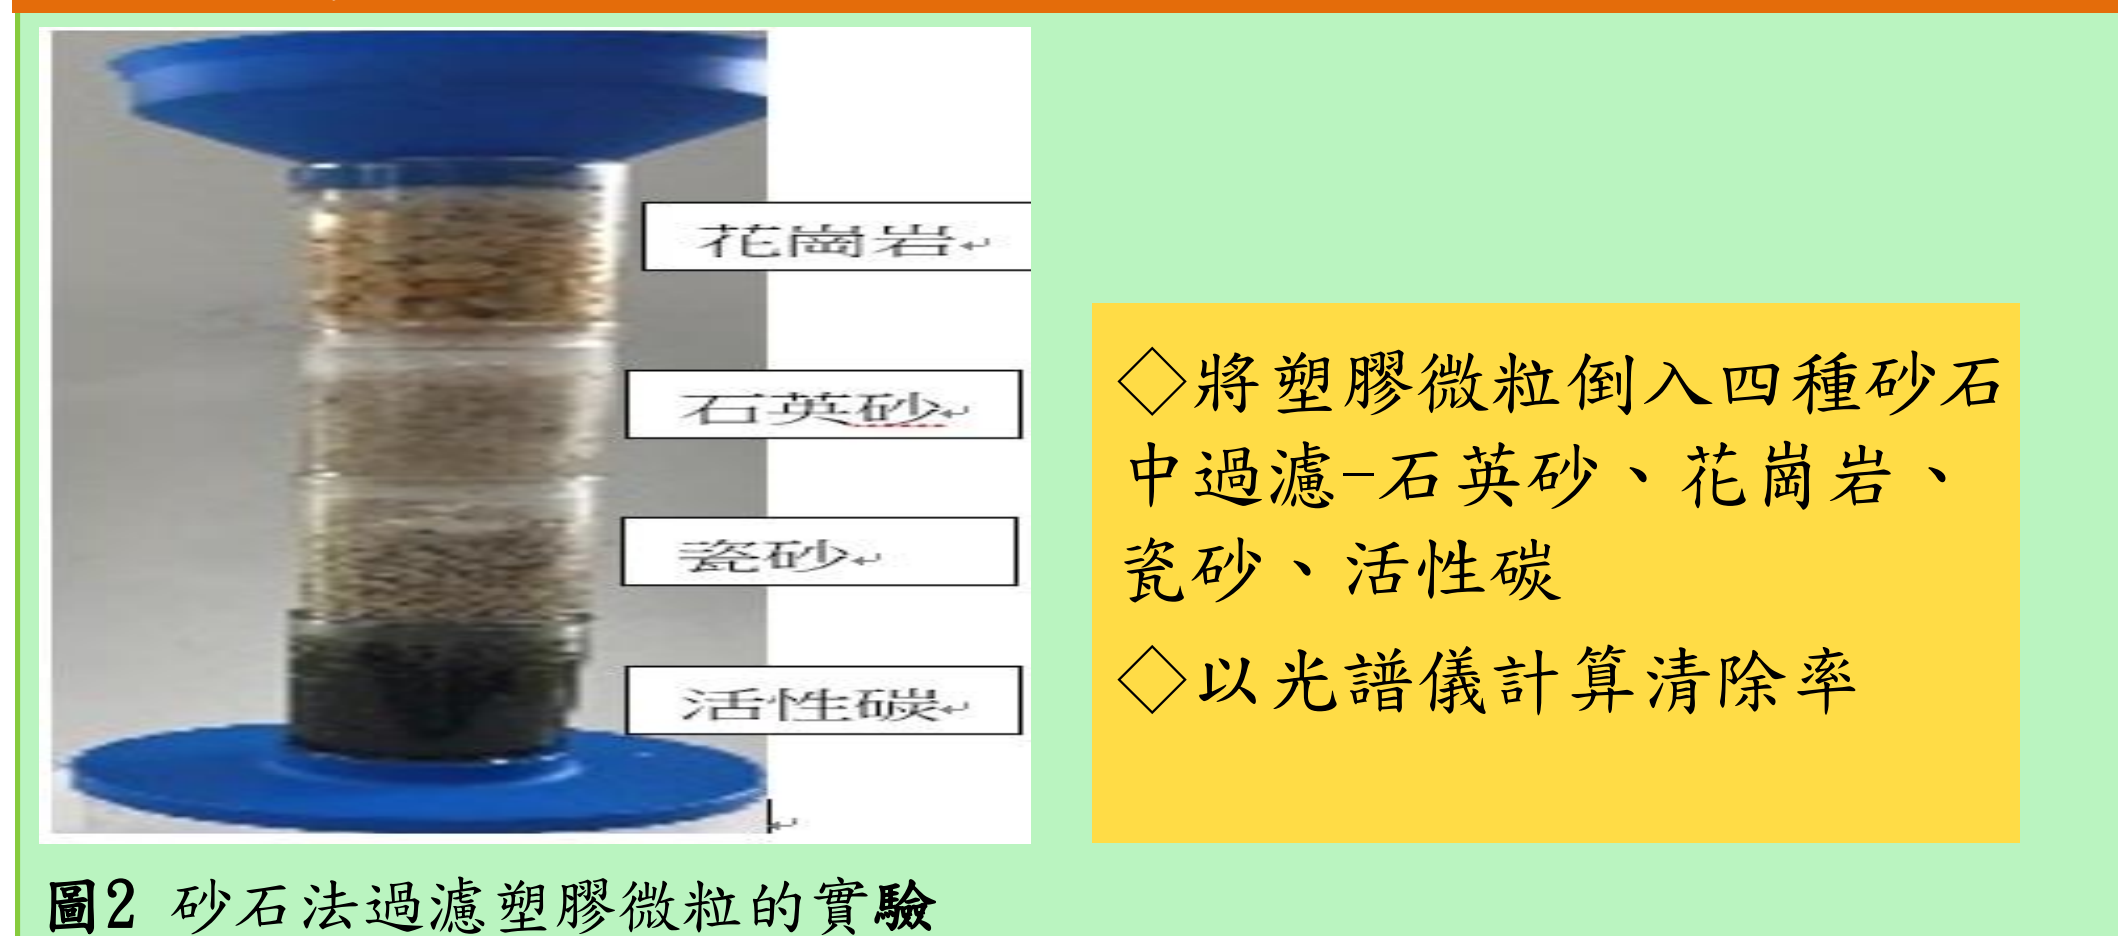 花崗岩
石英砂
瓷砂
活性碳
◇將塑膠微粒倒入四種砂石
中過濾-石英砂、花崗岩、
瓷砂、活性碳
◇以光譜儀計算清除率
圖2 砂石法過濾塑膠微粒的實驗